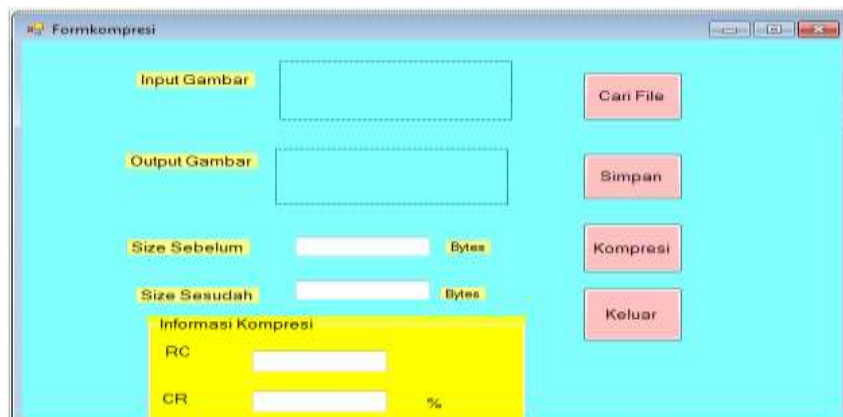 Formkompresi
Input Gambar
Cari File
Output Gambar
Simpan
Size Sebelum
Bytes
Kompresi
Size Sesudah
Bytes
Keluar
Informasi Kompresi
RC
CR
%